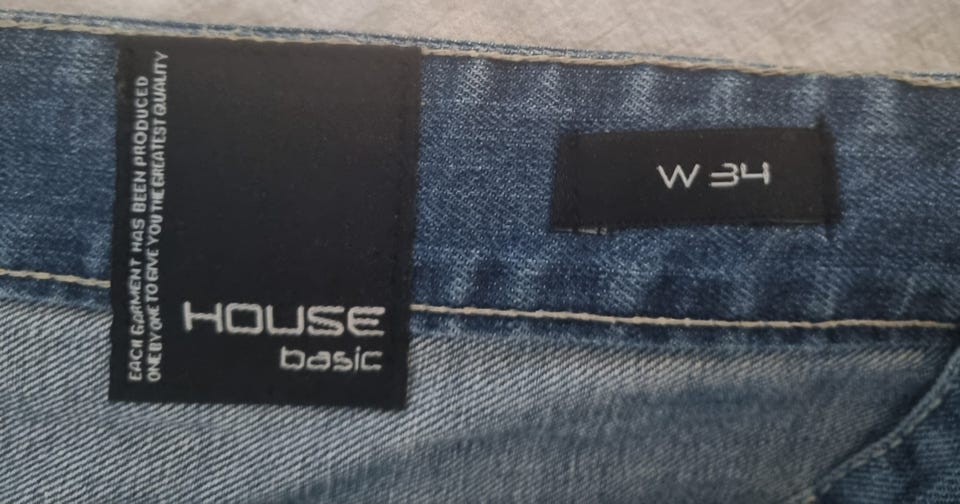 EACH GARMENT HAS BEEN PRODUCED
ONE BY ONE TO GIVE YOU THE GREATEST QUALITY
HOUSE
basic
W 34